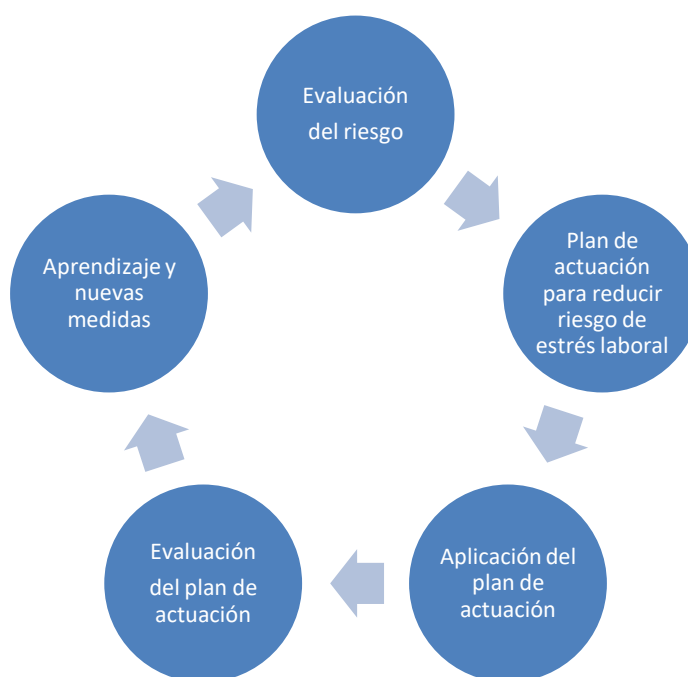 Evaluación
del riesgo
Plan de
actuación
para reducir
riesgo de
estrés laboral
Aplicación del
plan de
actuación
Evaluación
del plan de
actuación
Aprendizaje y
nuevas
medidas